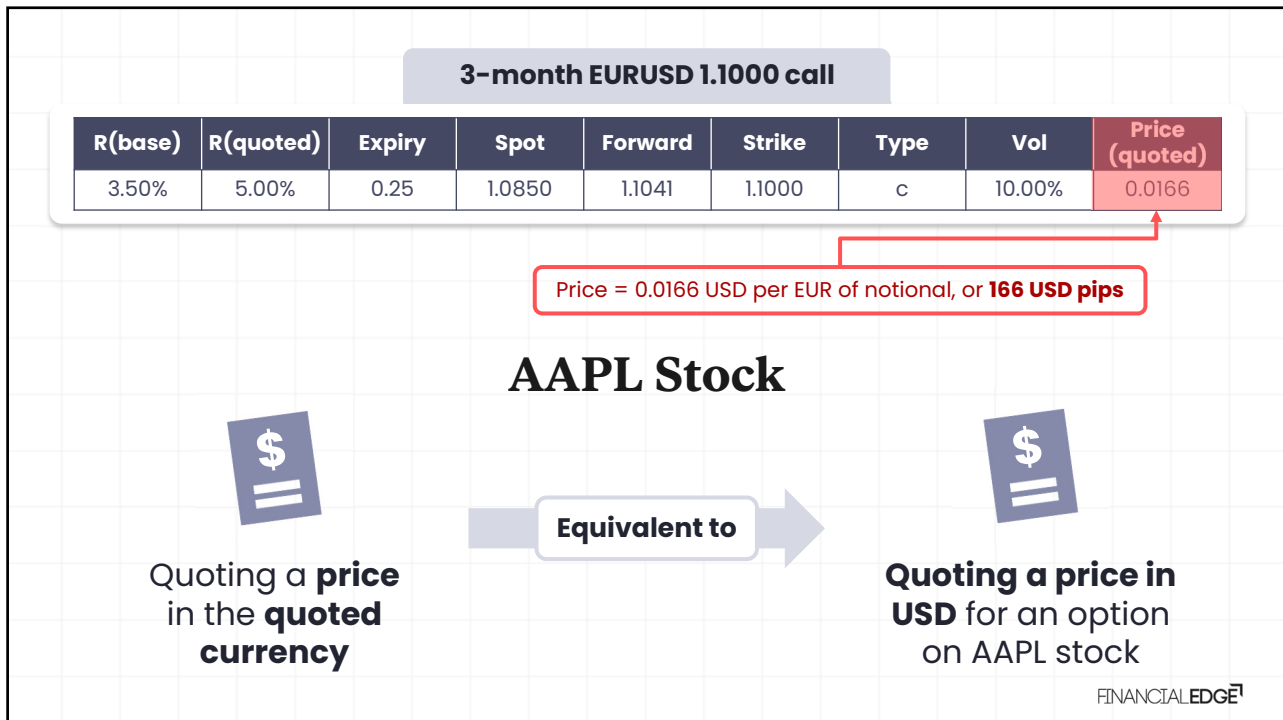 3-month EURUSD 1.1000 call
R(base) R(quoted) Expiry Spot Forward Strike Type Vol Price (quoted)
3.50% 5.00% 0.25 1.0850 1.1041 1.1000 c 10.00% 0.0166
Price = 0.0166 USD per EUR of notional, or 166 USD pips
AAPL Stock
$
$
Equivalent to
Quoting a price
in the quoted
currency
Quoting a price in
USD for an option
on AAPL stock
FINANCIALEDGE